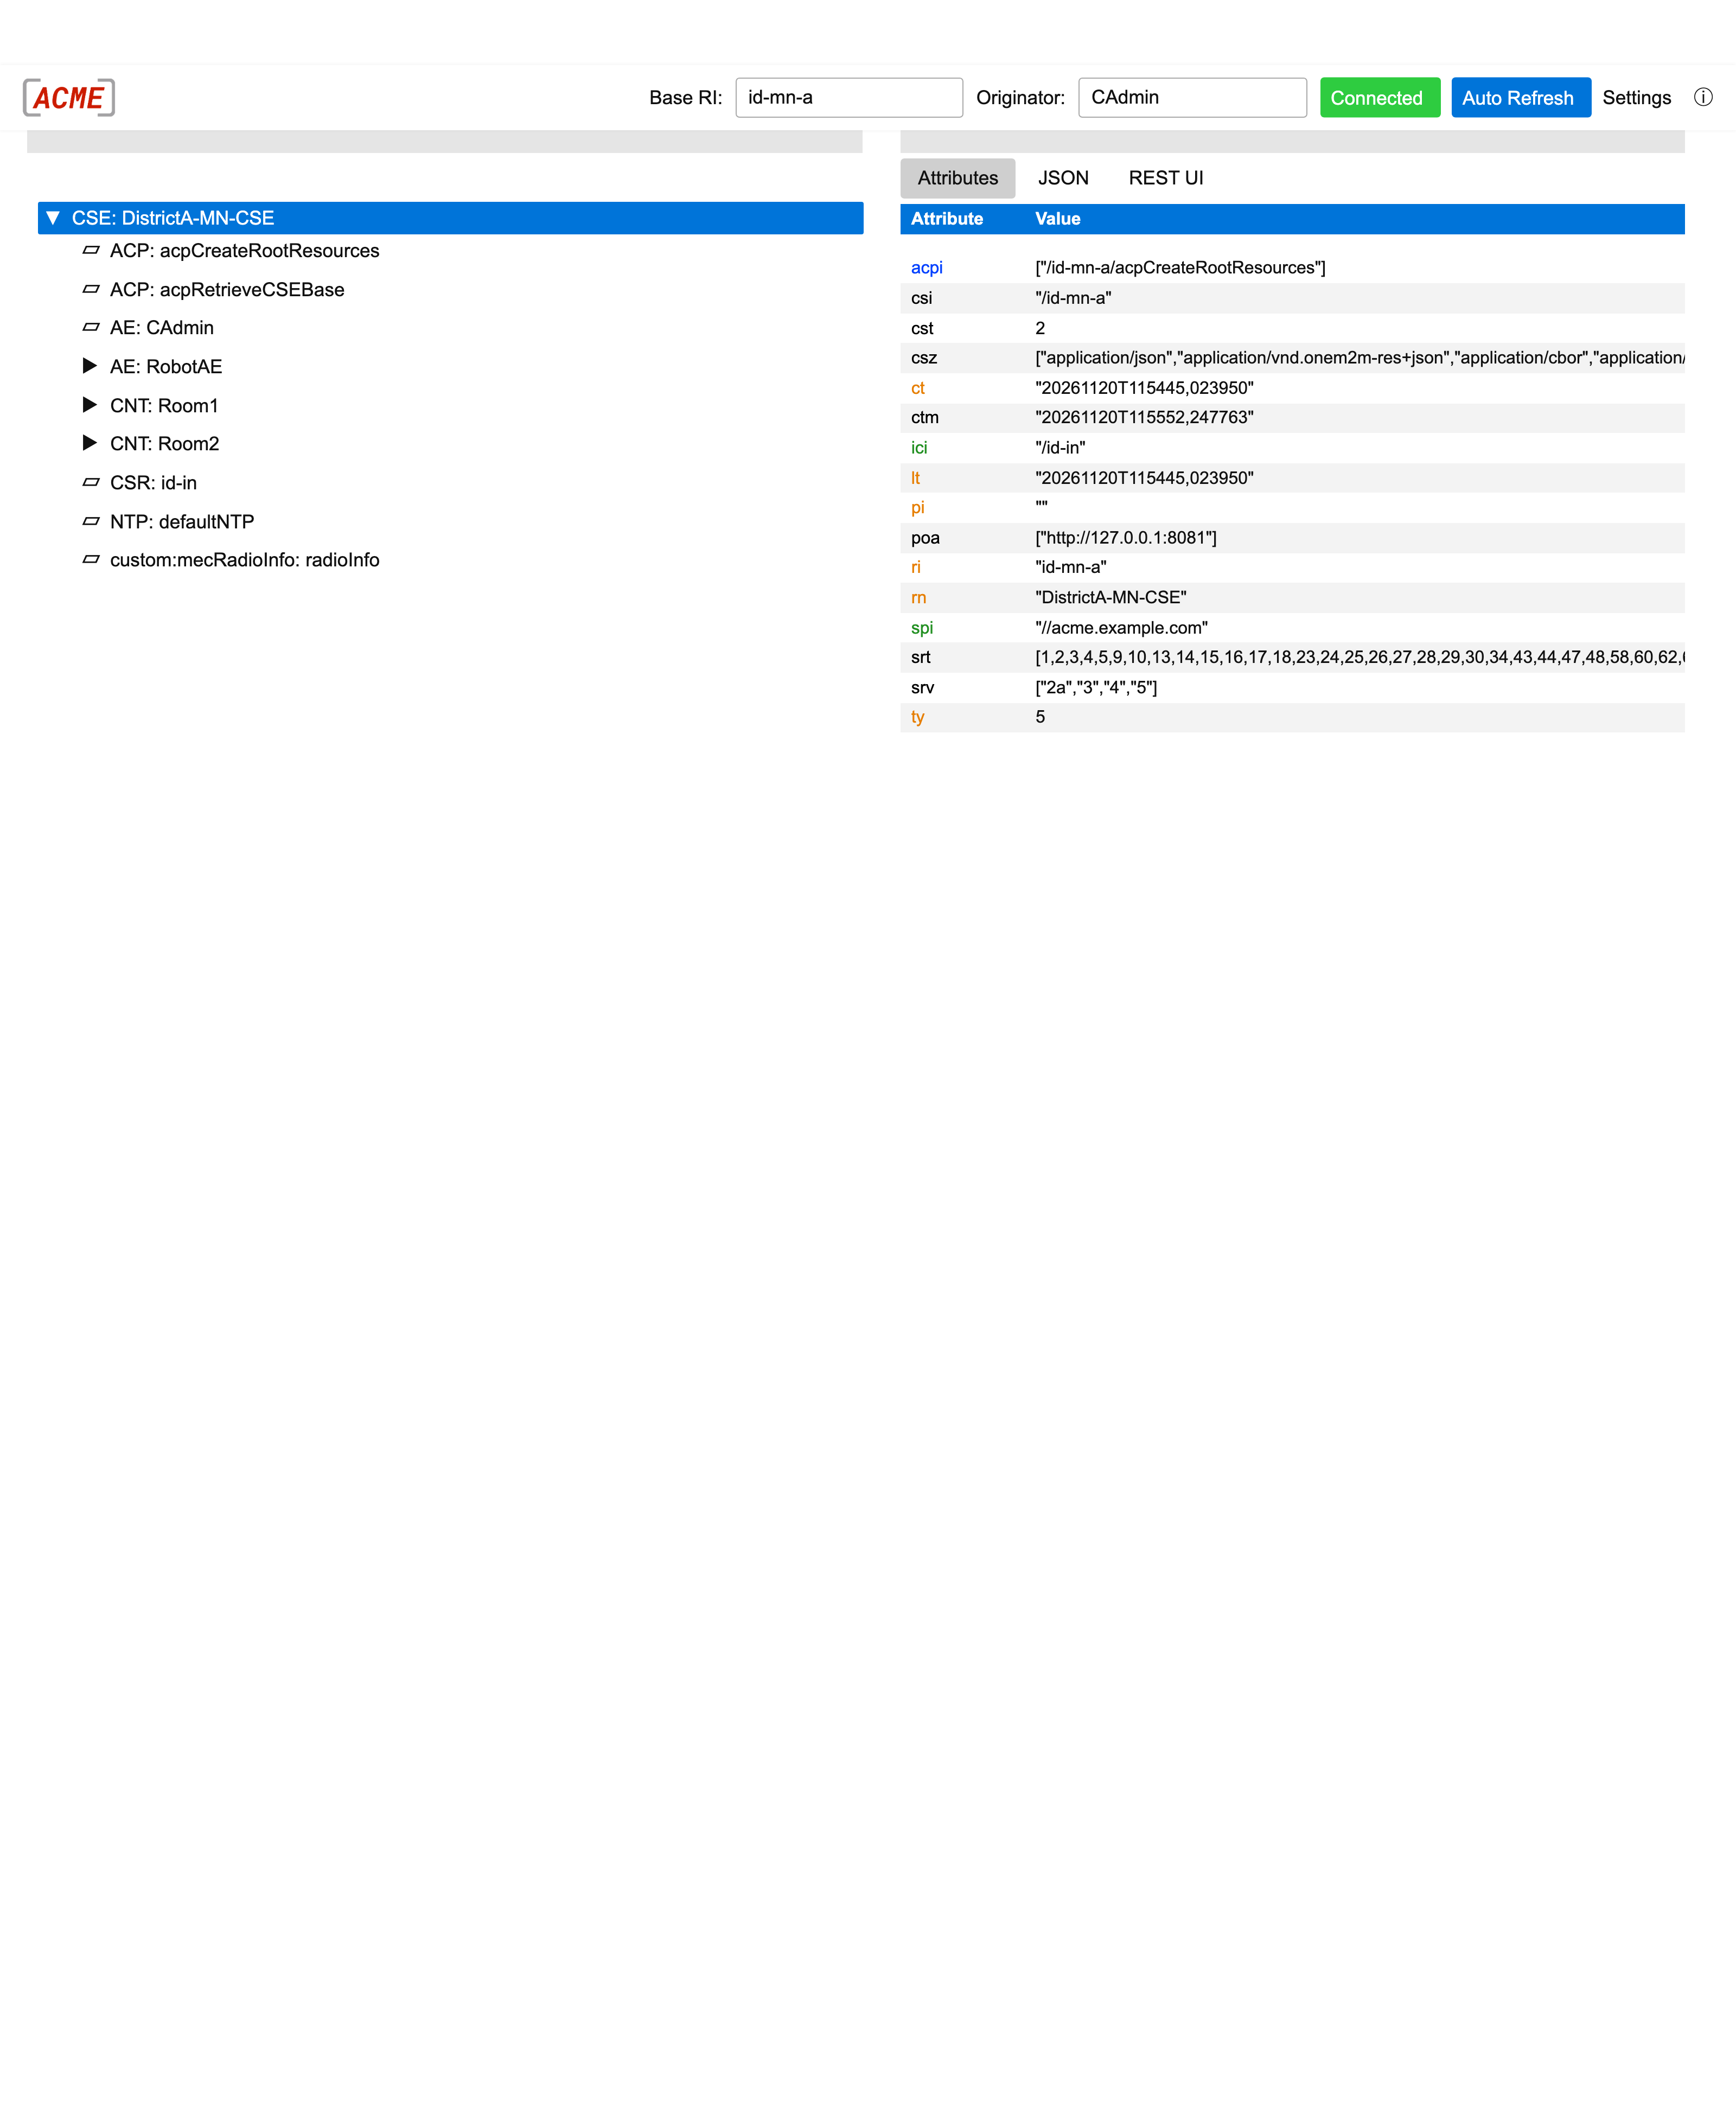 ACME
Base RI: id-mn-a Originator: CAdmin Connected Auto Refresh Settings ⓘ
CSE: DistrictA-MN-CSE
ACP: acpCreateRootResources
ACP: acpRetrieveCSEBase
AE: CAdmin
AE: RobotAE
CNT: Room1
CNT: Room2
CSR: id-in
NTP: defaultNTP
custom:mecRadioInfo: radioInfo
Attributes JSON REST UI
Attribute Value
acpi ["/id-mn-a/acpCreateRootResources"]
csi "/id-mn-a"
cst 2
csz ["application/json","application/vnd.onem2m-res+json","application/cbor","application/
ct "20261120T115445,023950"
ctm "20261120T115552,247763"
ici "/id-in"
lt "20261120T115445,023950"
pi ""
poa ["http://127.0.0.1:8081"]
ri "id-mn-a"
rn "DistrictA-MN-CSE"
spi "//acme.example.com"
srt [1,2,3,4,5,9,10,13,14,15,16,17,18,23,24,25,26,27,28,29,30,34,43,44,47,48,58,60,62,
srv ["2a","3","4","5"]
ty 5